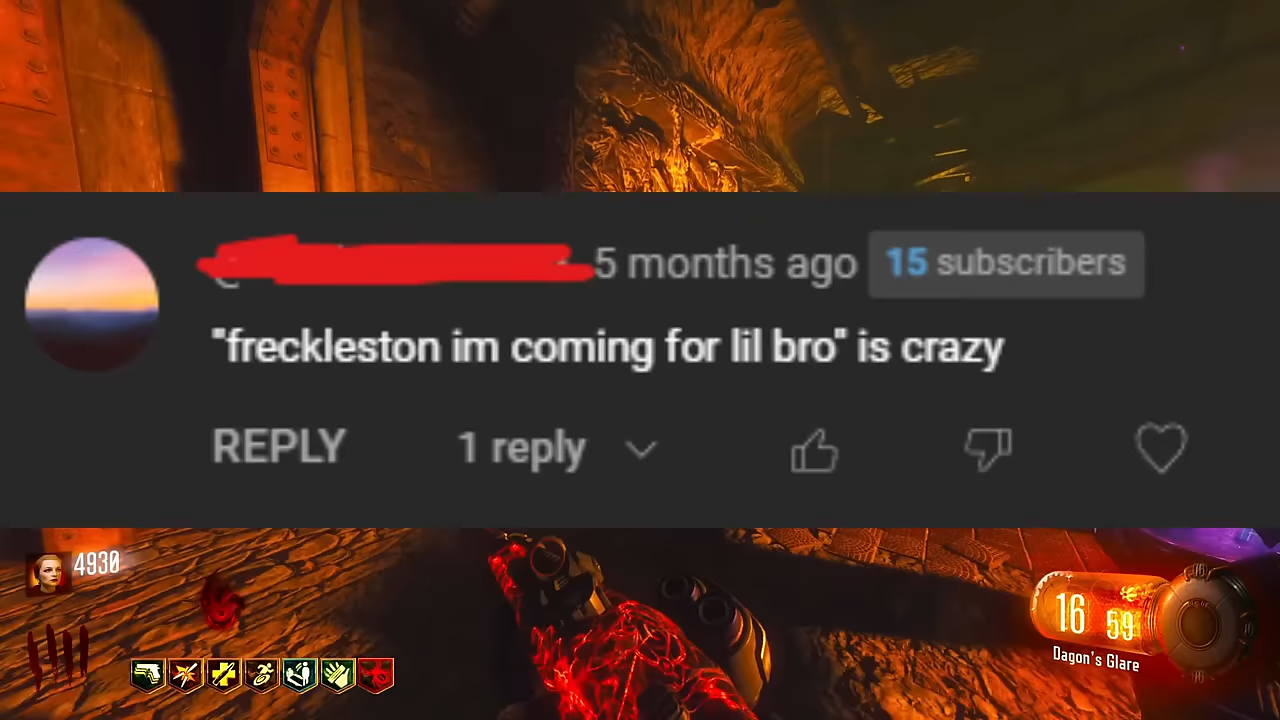 5 months ago 15 subscribers
"freckleston im coming for lil bro" is crazy
REPLY 1 reply
4930
16 59
Dagon's Glare